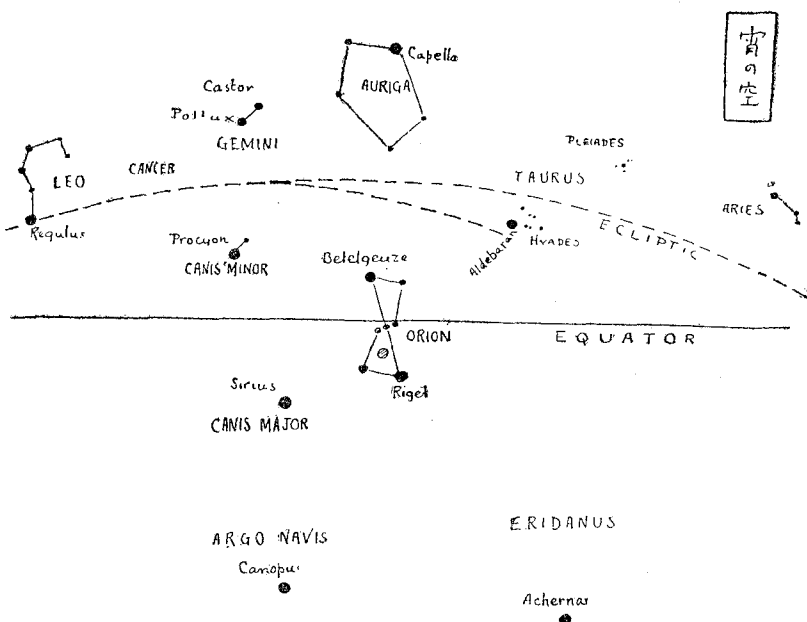 宵の空
Capella
AURIGA
Castor
Pollux
GEMINI
PLEIADES
TAURUS
CANCER
LEO
ARIES
Regulus
ECLIPTIC
HYADES
Aldebaran
Procyon
CANIS MINOR
Betelgeuze
ORION
EQUATOR
Sirius
Rigel
CANIS MAJOR
ERIDANUS
ARGO NAVIS
Canopus
Achernar